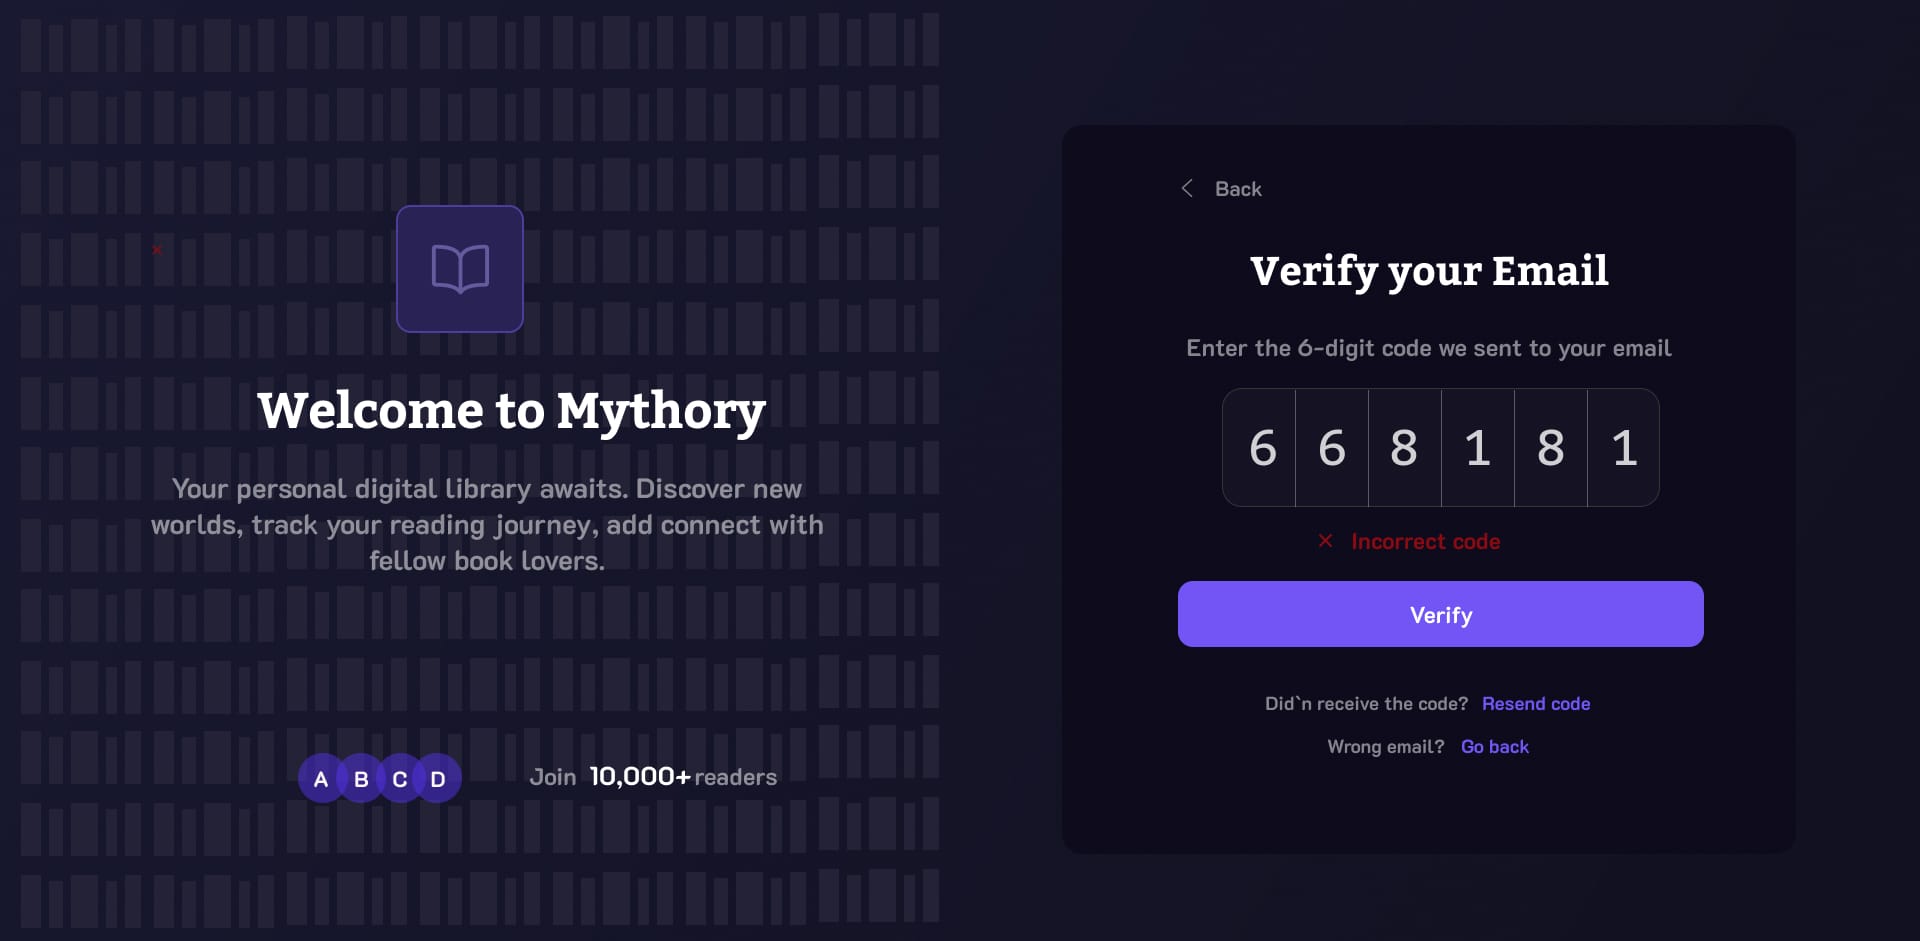 Welcome to Mythory
Your personal digital library awaits. Discover new
worlds, track your reading journey, add connect with
fellow book lovers.
A B C D
Join 10,000+readers
Back
Verify your Email
Enter the 6-digit code we sent to your email
6 6 8 1 8 1
Incorrect code
Verify
Did`n receive the code? Resend code
Wrong email? Go back